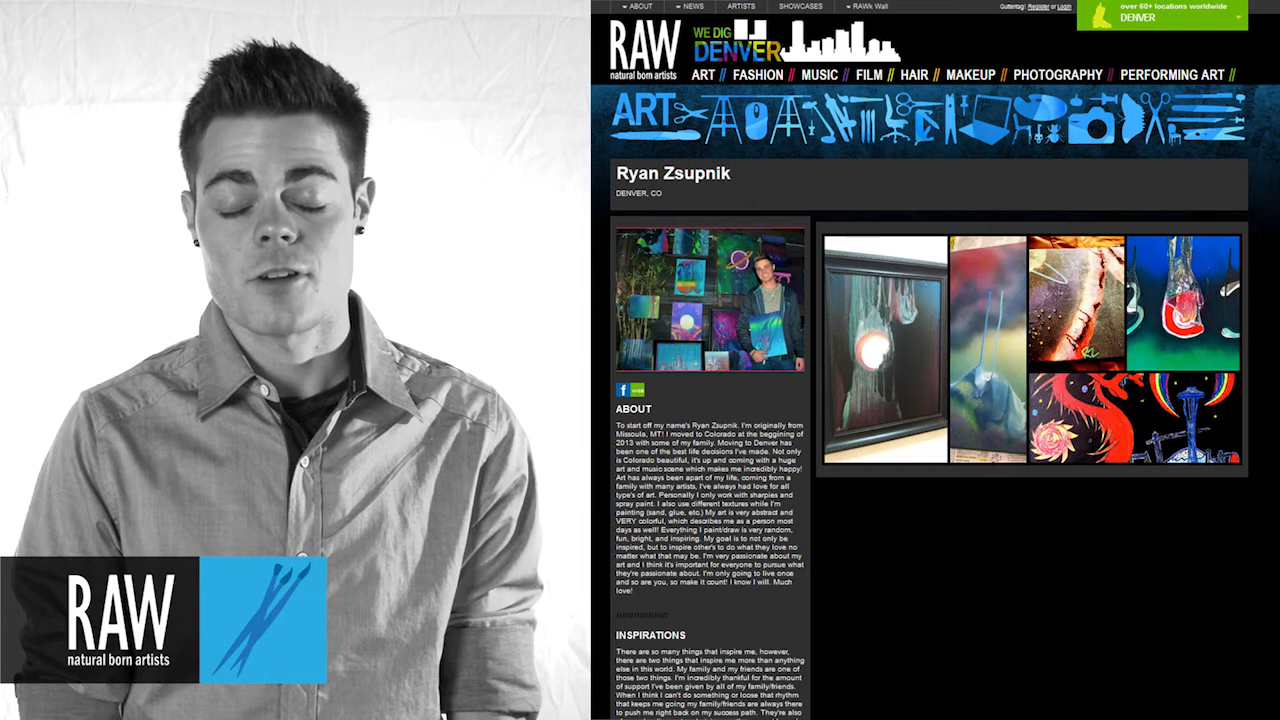 ABOUT NEWS ARTISTS SHOWCASES RAWk Wall
Guttentag! Register or Login
over 60+ locations worldwide
DENVER
RAW
natural born artists
WE DIG
DENVER
ART // FASHION // MUSIC // FILM // HAIR // MAKEUP // PHOTOGRAPHY // PERFORMING ART //
ART
Ryan Zsupnik
DENVER, CO
f web
ABOUT
To start off my name's Ryan Zsupnik. I'm originally from
Missoula, MT! I moved to Colorado at the beggining of
2013 with some of my family. Moving to Denver has
been one of the best life decisions I've made. Not only
is Colorado beautiful, it's up and coming with a huge
art and music scene which makes me incredibly happy!
Art has always been apart of my life, coming from a
family with many artists, I've always had love for all
type's of art. Personally I only work with sharpies and
spray paint. I also use different textures while I'm
painting (sand, glue, etc.) My art is very abstract and
VERY colorful, which describes me as a person most
days as well! Everything I paint/draw is very random,
fun, bright, and inspiring. My goal is to not only be
inspired, but to inspire other's to do what they love no
matter what that may be. I'm very passionate about my
art and I think it's important for everyone to pursue what
they're passionate about. I'm only going to live once
and so are you, so make it count! I know I will. Much
love!
INSPIRATIONS
There are so many things that inspire me, however,
there are two things that inspire me more than anything
else in this world. My family and my friends are one of
those two things. I'm incredibly thankful for the amount
of support I've been given by all of my family/friends.
When I think I can't do something or loose that rhythm
that keeps me going my family/friends are always there
to push me right back on my success path. They're also
RAW
natural born artists